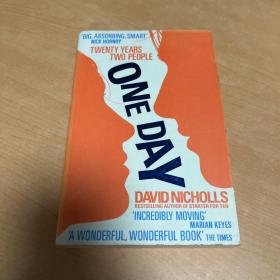 'BIG, ABSORBING, SMART'
NICK HORNBY
TWENTY YEARS
TWO PEOPLE
ONE DAY
DAVID NICHOLLS
BESTSELLING AUTHOR OF STARTER FOR TEN
'INCREDIBLY MOVING'
MARIAN KEYES
'A WONDERFUL, WONDERFUL BOOK' THE TIMES